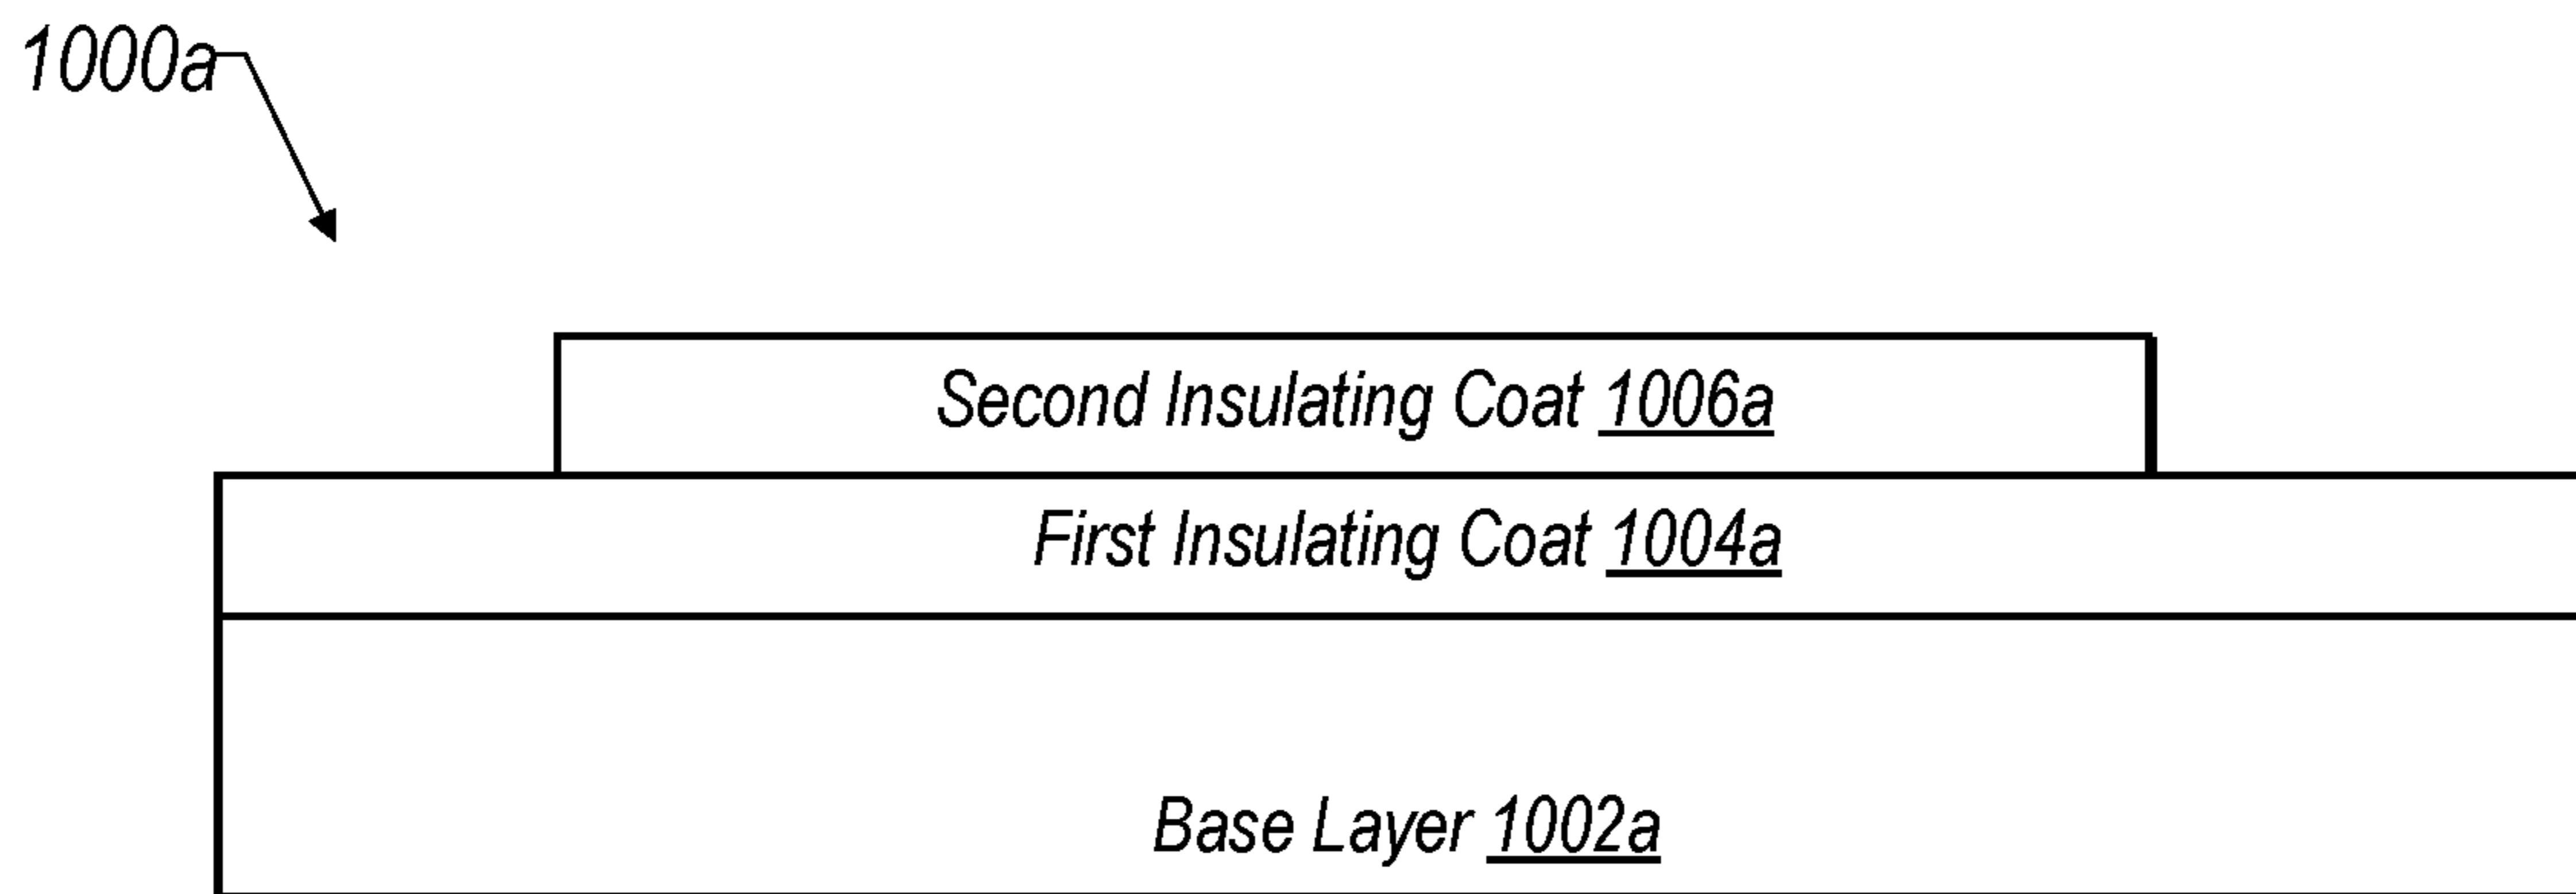 1000a
Second Insulating Coat 1006a
First Insulating Coat 1004a
Base Layer 1002a